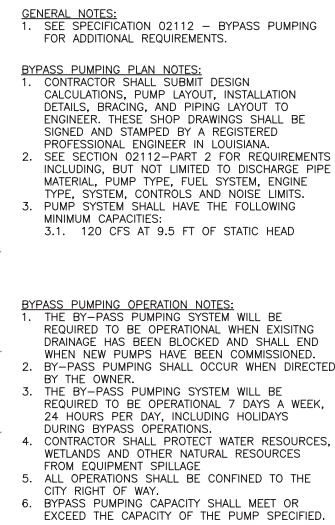 GENERAL NOTES:
1. SEE SPECIFICATION 02112 – BYPASS PUMPING
FOR ADDITIONAL REQUIREMENTS.
BYPASS PUMPING PLAN NOTES:
1. CONTRACTOR SHALL SUBMIT DESIGN
CALCULATIONS, PUMP LAYOUT, INSTALLATION
DETAILS, BRACING, AND PIPING LAYOUT TO
ENGINEER. THESE SHOP DRAWINGS SHALL BE
SIGNED AND STAMPED BY A REGISTERED
PROFESSIONAL ENGINEER IN LOUISIANA.
2. SEE SECTION 02112–PART 2 FOR REQUIREMENTS
INCLUDING, BUT NOT LIMITED TO DISCHARGE PIPE
MATERIAL, PUMP TYPE, FUEL SYSTEM, ENGINE
TYPE, SYSTEM, CONTROLS AND NOISE LIMITS.
3. PUMP SYSTEM SHALL HAVE THE FOLLOWING
MINIMUM CAPACITIES:
3.1. 120 CFS AT 9.5 FT OF STATIC HEAD
BYPASS PUMPING OPERATION NOTES:
1. THE BY–PASS PUMPING SYSTEM WILL BE
REQUIRED TO BE OPERATIONAL WHEN EXISITNG
DRAINAGE HAS BEEN BLOCKED AND SHALL END
WHEN NEW PUMPS HAVE BEEN COMMISSIONED.
2. BY–PASS PUMPING SHALL OCCUR WHEN DIRECTED
BY THE OWNER.
3. THE BY–PASS PUMPING SYSTEM WILL BE
REQUIRED TO BE OPERATIONAL 7 DAYS A WEEK,
24 HOURS PER DAY, INCLUDING HOLIDAYS
DURING BYPASS OPERATIONS.
4. CONTRACTOR SHALL PROTECT WATER RESOURCES,
WETLANDS AND OTHER NATURAL RESOURCES
FROM EQUIPMENT SPILLAGE
5. ALL OPERATIONS SHALL BE CONFINED TO THE
CITY RIGHT OF WAY.
6. BYPASS PUMPING CAPACITY SHALL MEET OR
EXCEED THE CAPACITY OF THE PUMP SPECIFIED.